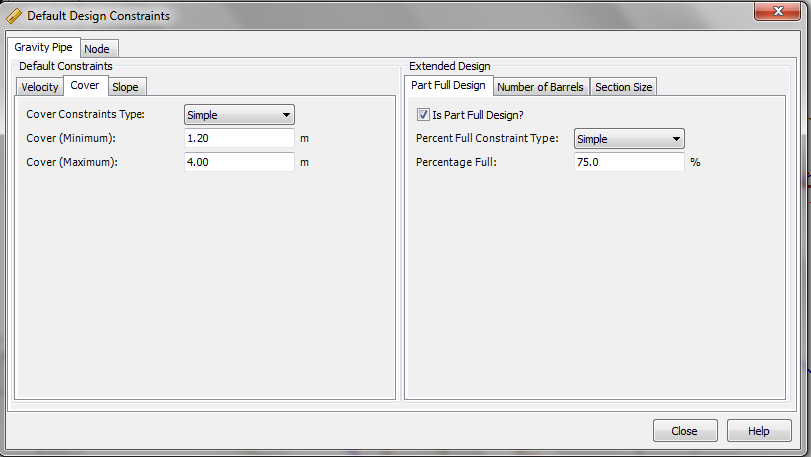 Default Design Constraints
Gravity Pipe Node
Default Constraints
Velocity Cover Slope
Cover Constraints Type: Simple
Cover (Minimum): 1.20 m
Cover (Maximum): 4.00 m
Extended Design
Part Full Design Number of Barrels Section Size
Is Part Full Design?
Percent Full Constraint Type: Simple
Percentage Full: 75.0 %
Close Help